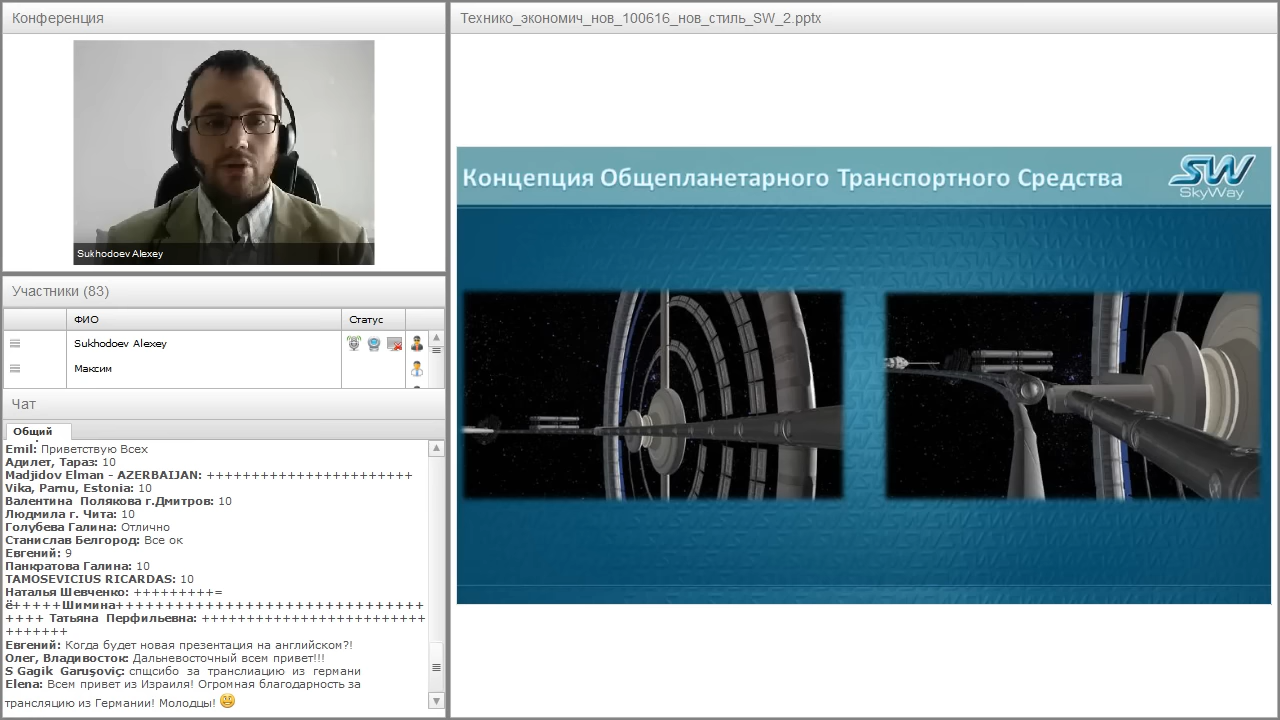 Конференция
Sukhodoev Alexey
Участники (83)
ФИО
Статус
Sukhodoev Alexey
Максим
Чат
Общий
Emil: Приветствую Всех
Адилет, Тараз: 10
Madjidov Elman - AZERBAIJAN: ++++++++++++++++++++++
Vika, Parnu, Estonia: 10
Валентина Полякова г.Дмитров: 10
Людмила г. Чита: 10
Голубева Галина: Отлично
Станислав Белгород: Все ок
Евгений: 9
Панкратова Галина: 10
TAMOSEVICIUS RICARDAS: 10
Наталья Шевченко: +++++++++=
ё+++++Шимина++++++++++++++++++++++++++++++++
++++ Татьяна Перфильевна: ++++++++++++++++++++++++
+++++++
Евгений: Когда будет новая презентация на английском?!
Олег, Владивосток: Дальневосточный всем привет!!!
S Gagik Garuşoviç: спщсибо за транслиацию из германи
Elena: Всем привет из Израиля! Огромная благодарность за
трансляцию из Германии! Молодцы!
Технико_экономич_нов_100616_нов_стиль_SW_2.pptx
Концепция Общепланетарного Транспортного Средства
SW
SkyWay